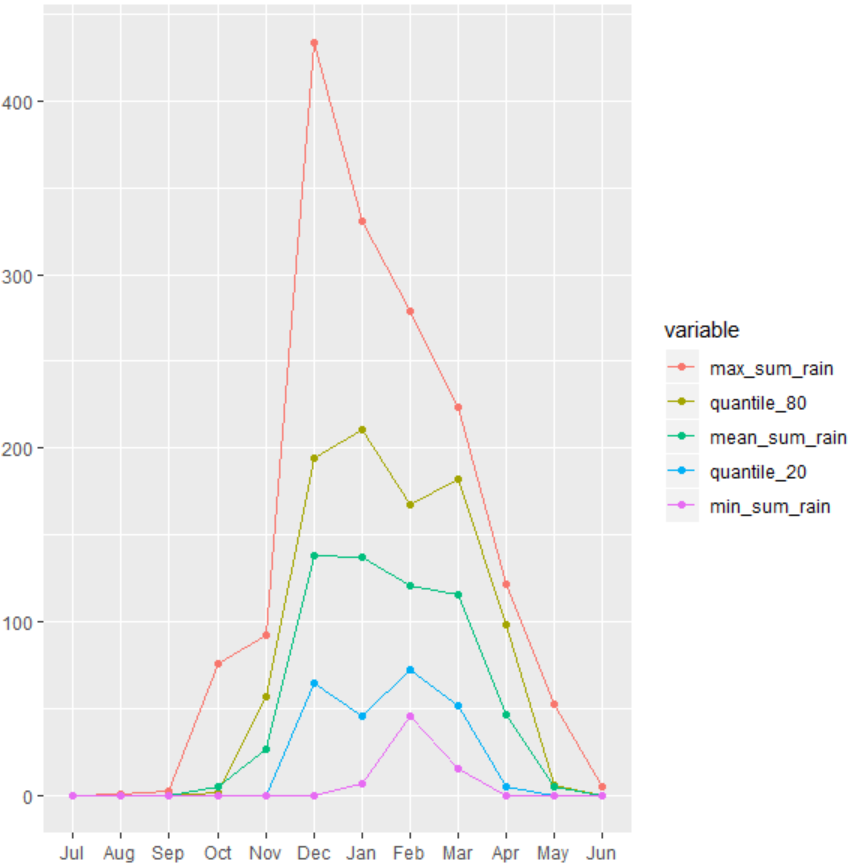 400
300
200
100
0
Jul Aug Sep Oct Nov Dec Jan Feb Mar Apr May Jun
variable
max_sum_rain
quantile_80
mean_sum_rain
quantile_20
min_sum_rain